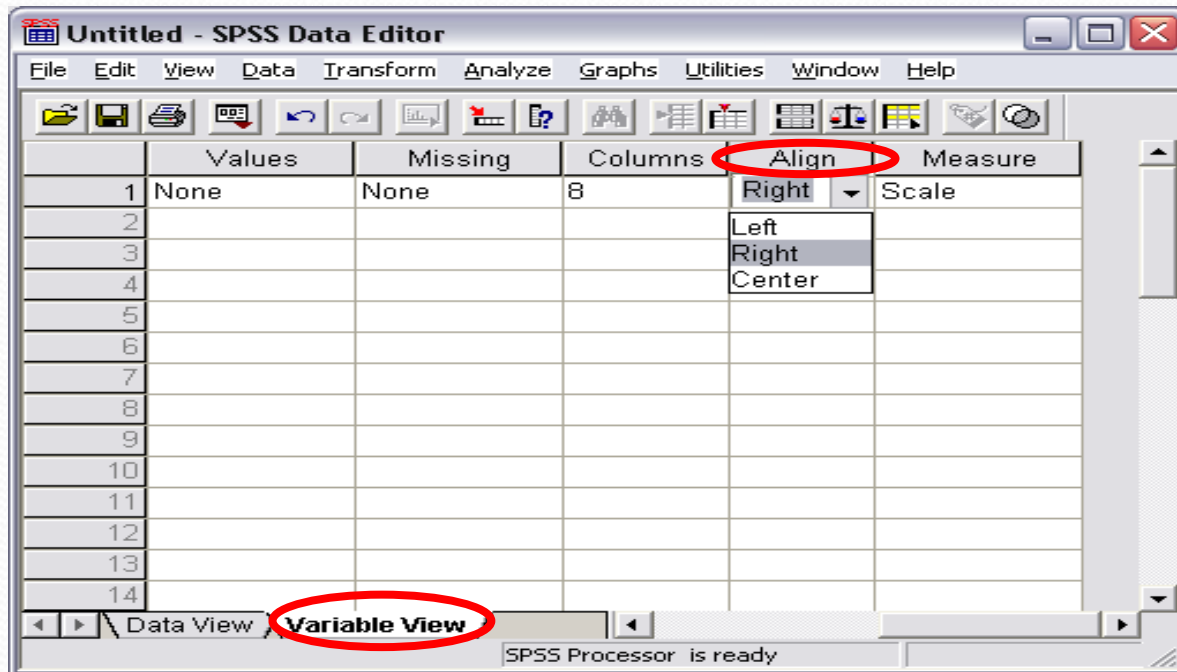 SPSS
Untitled - SPSS Data Editor
File Edit View Data Transform Analyze Graphs Utilities Window Help
Values Missing Columns Align Measure
1 None None 8 Right Scale
2 Left
3 Right
4 Center
5
6
7
8
9
10
11
12
13
14
Data View Variable View
SPSS Processor is ready